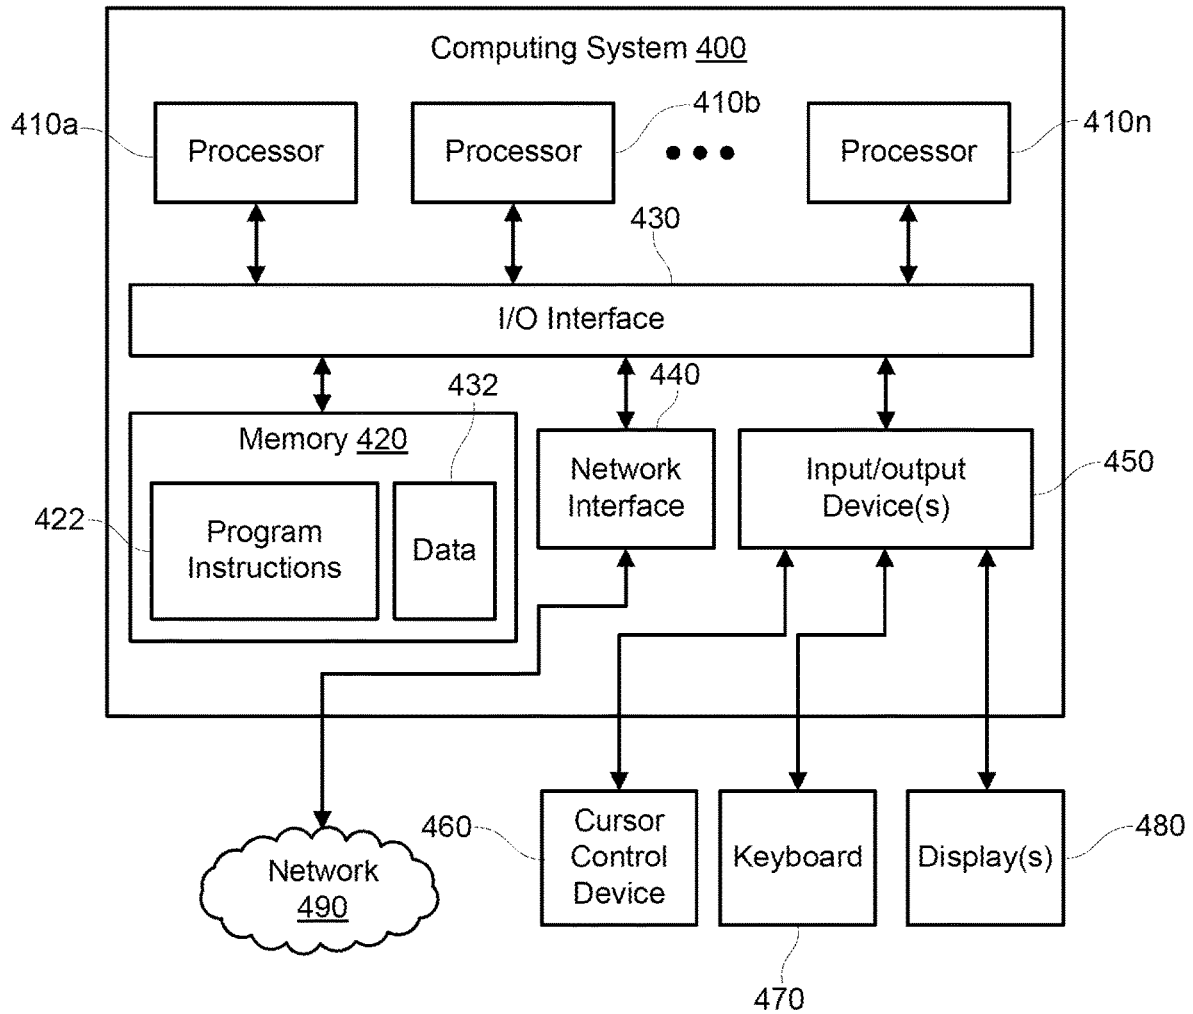 Computing System 400
410a
Processor
Processor
410b
Processor
410n
430
I/O Interface
432
440
Memory 420
422
Program
Instructions
Data
Network
Interface
Input/output
Device(s)
450
Network
490
460
Cursor
Control
Device
Keyboard
470
Display(s)
480